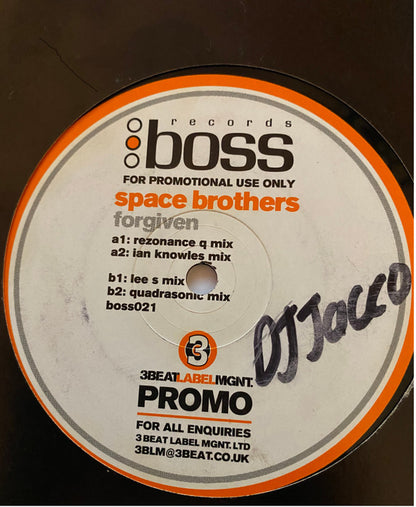 records
boss
FOR PROMOTIONAL USE ONLY
space brothers
forgiven
a1: rezonance q mix
a2: ian knowles mix
b1: lee s mix
b2: quadrasonic mix
boss021
DJ JACCO
3
3BEATLABELMGNT.
PROMO
FOR ALL ENQUIRIES
3 BEAT LABEL MGNT. LTD
3BLM@3BEAT.CO.UK